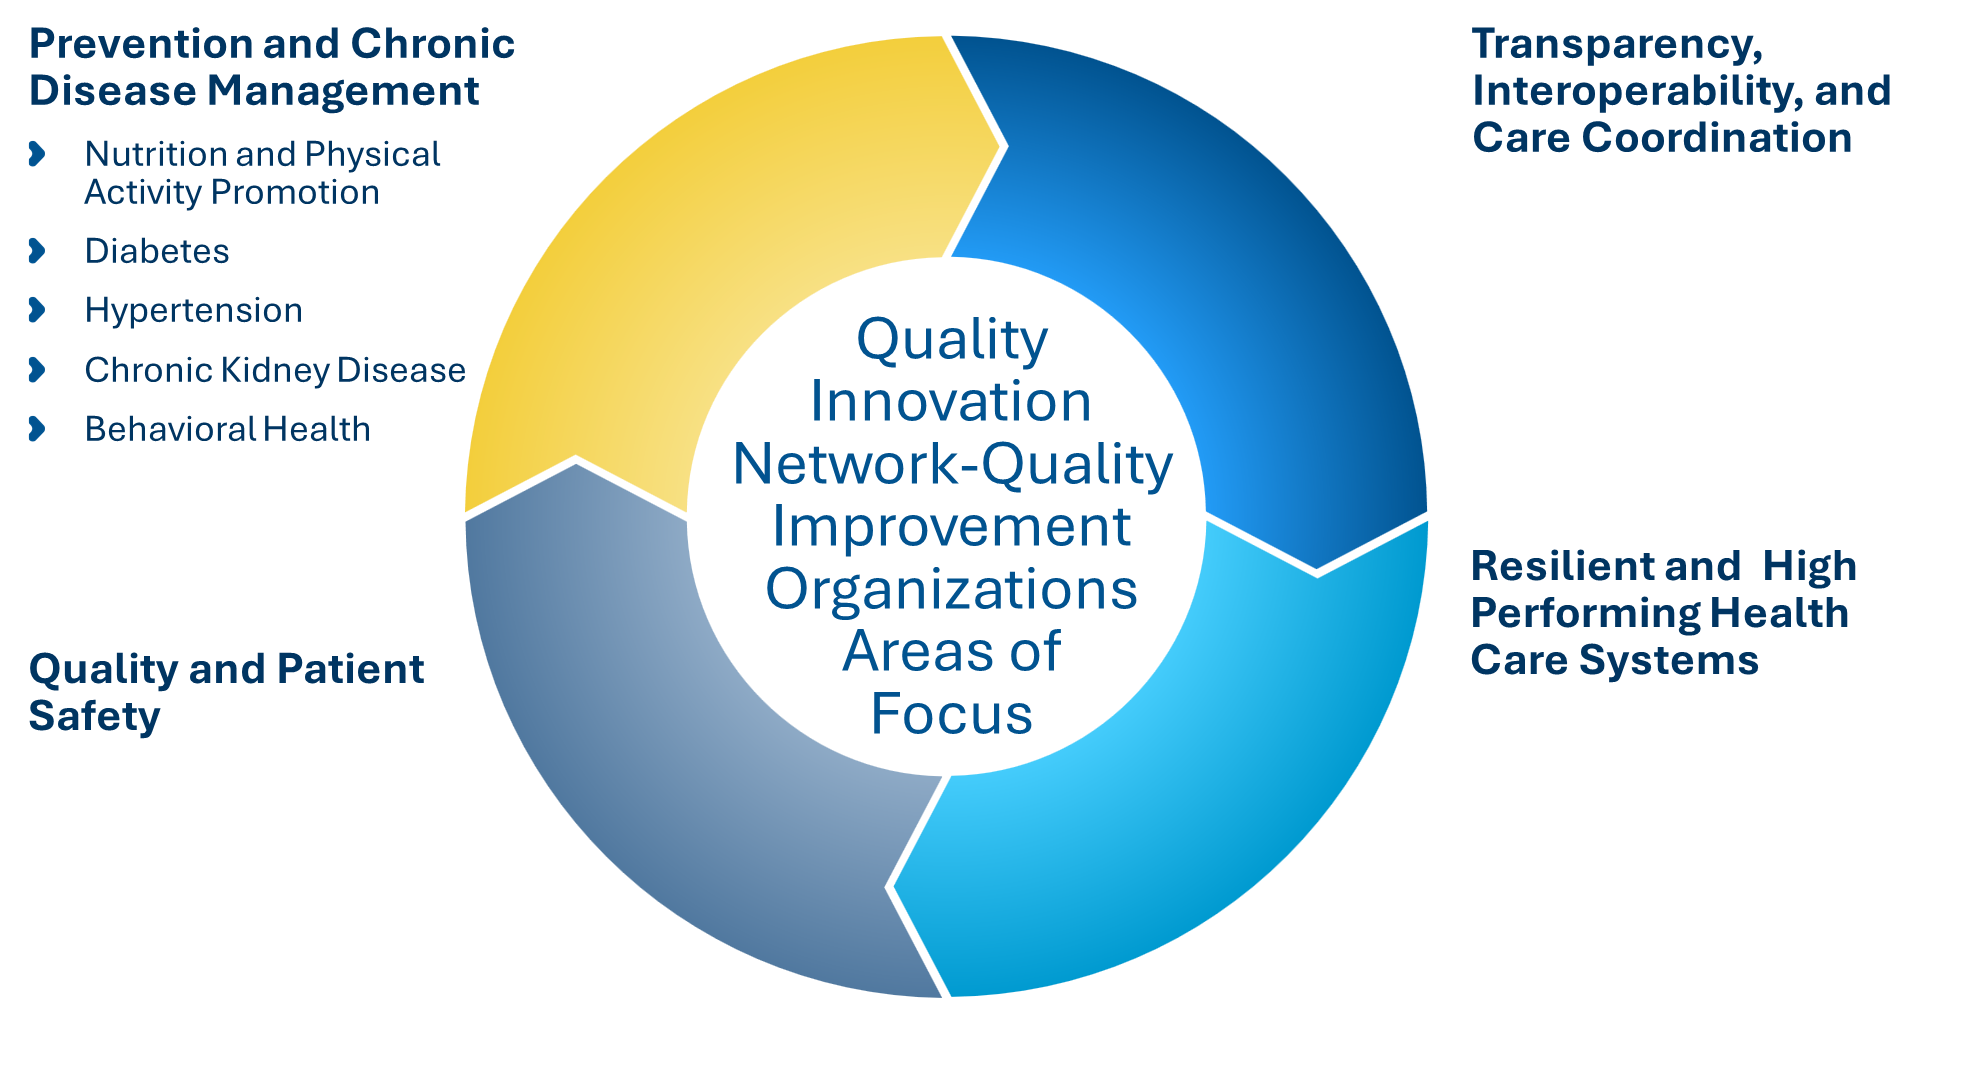 Prevention and Chronic
Disease Management
Nutrition and Physical
Activity Promotion
Diabetes
Hypertension
Chronic Kidney Disease
Behavioral Health
Transparency,
Interoperability, and
Care Coordination
Quality
Innovation
Network-Quality
Improvement
Organizations
Areas of
Focus
Quality and Patient
Safety
Resilient and  High
Performing Health
Care Systems